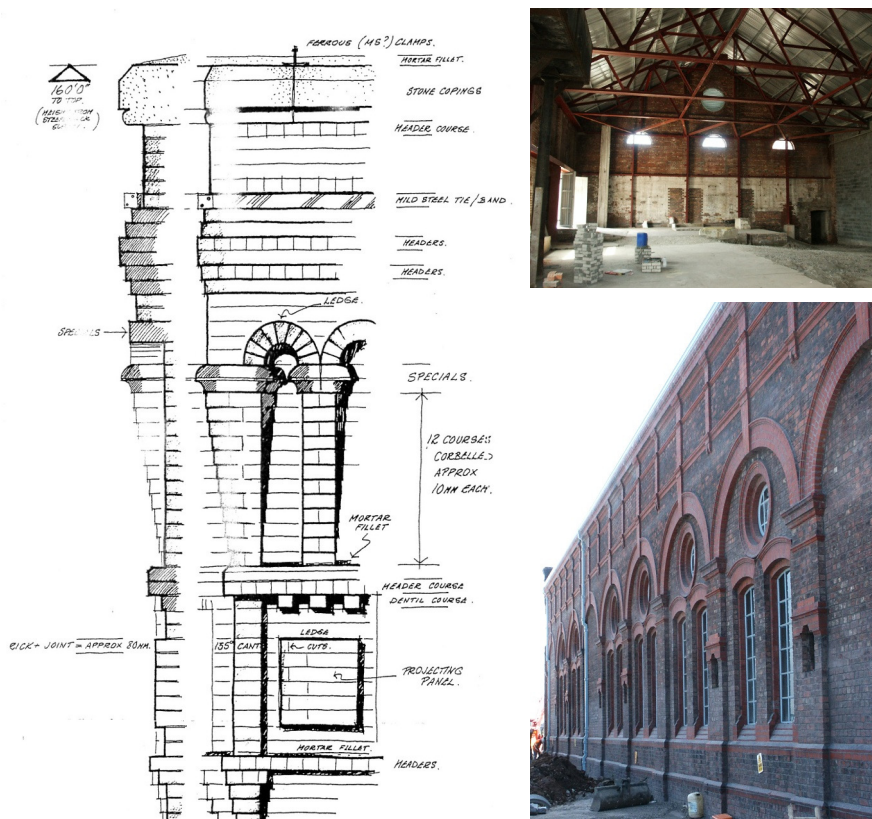 FERROUS (MS?) CLAMPS.
MORTAR FILLET.
160'0"
TO TOP.
STONE COPINGS
HEADER COURSE.
MILD STEEL TIE/BAND.
HEADERS.
HEADERS.
LEDGE.
SPECIALS
SPECIALS.
12 COURSES
CORBELLED
APPROX
10MM EACH.
MORTAR
FILLET
HEADER COURSE
DENTIL COURSE.
LEDGE
RICK + JOINT = APPROX 80MM.
135° CANT
CUTS.
PROJECTING
PANEL.
MORTAR FILLET.
HEADERS.